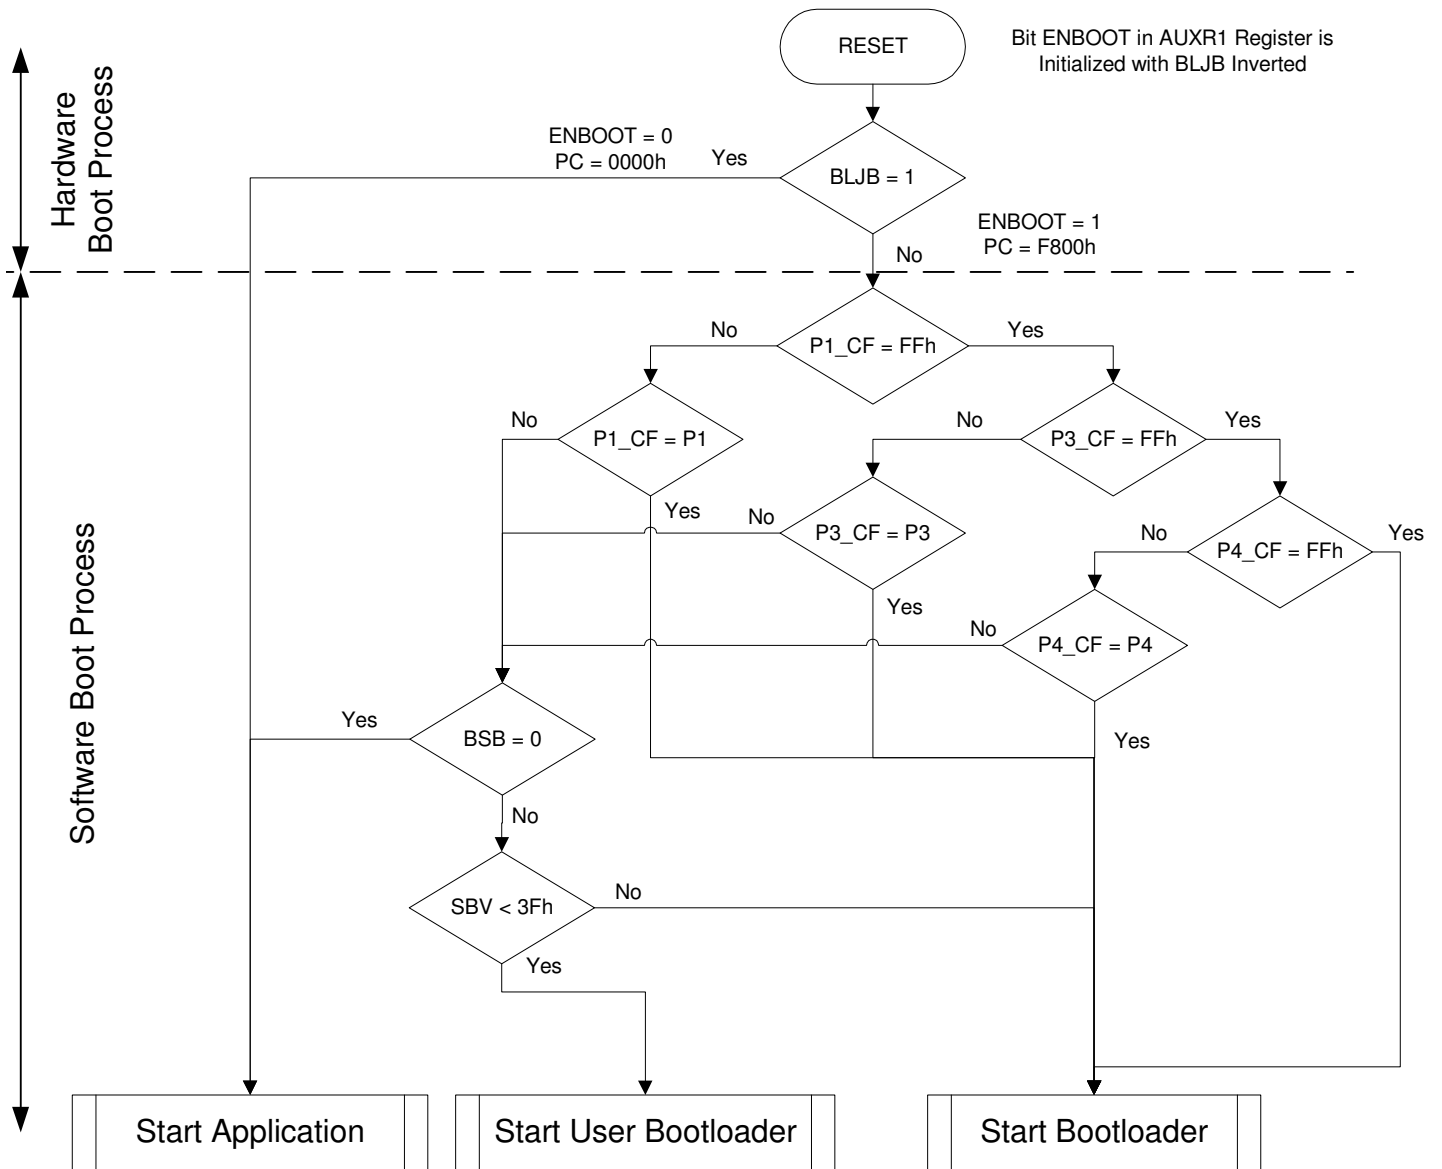 RESET
Bit ENBOOT in AUXR1 Register is
Initialized with BLJB Inverted
Hardware
Boot Process
ENBOOT = 0
PC = 0000h
Yes
BLJB = 1
ENBOOT = 1
PC = F800h
No
No
P1_CF = FFh
Yes
No
P1_CF = P1
No
P3_CF = FFh
Yes
Yes
No
P3_CF = P3
No
P4_CF = FFh
Yes
Software Boot Process
Yes
No
P4_CF = P4
Yes
BSB = 0
Yes
No
SBV < 3Fh
No
Yes
Start Application
Start User Bootloader
Start Bootloader